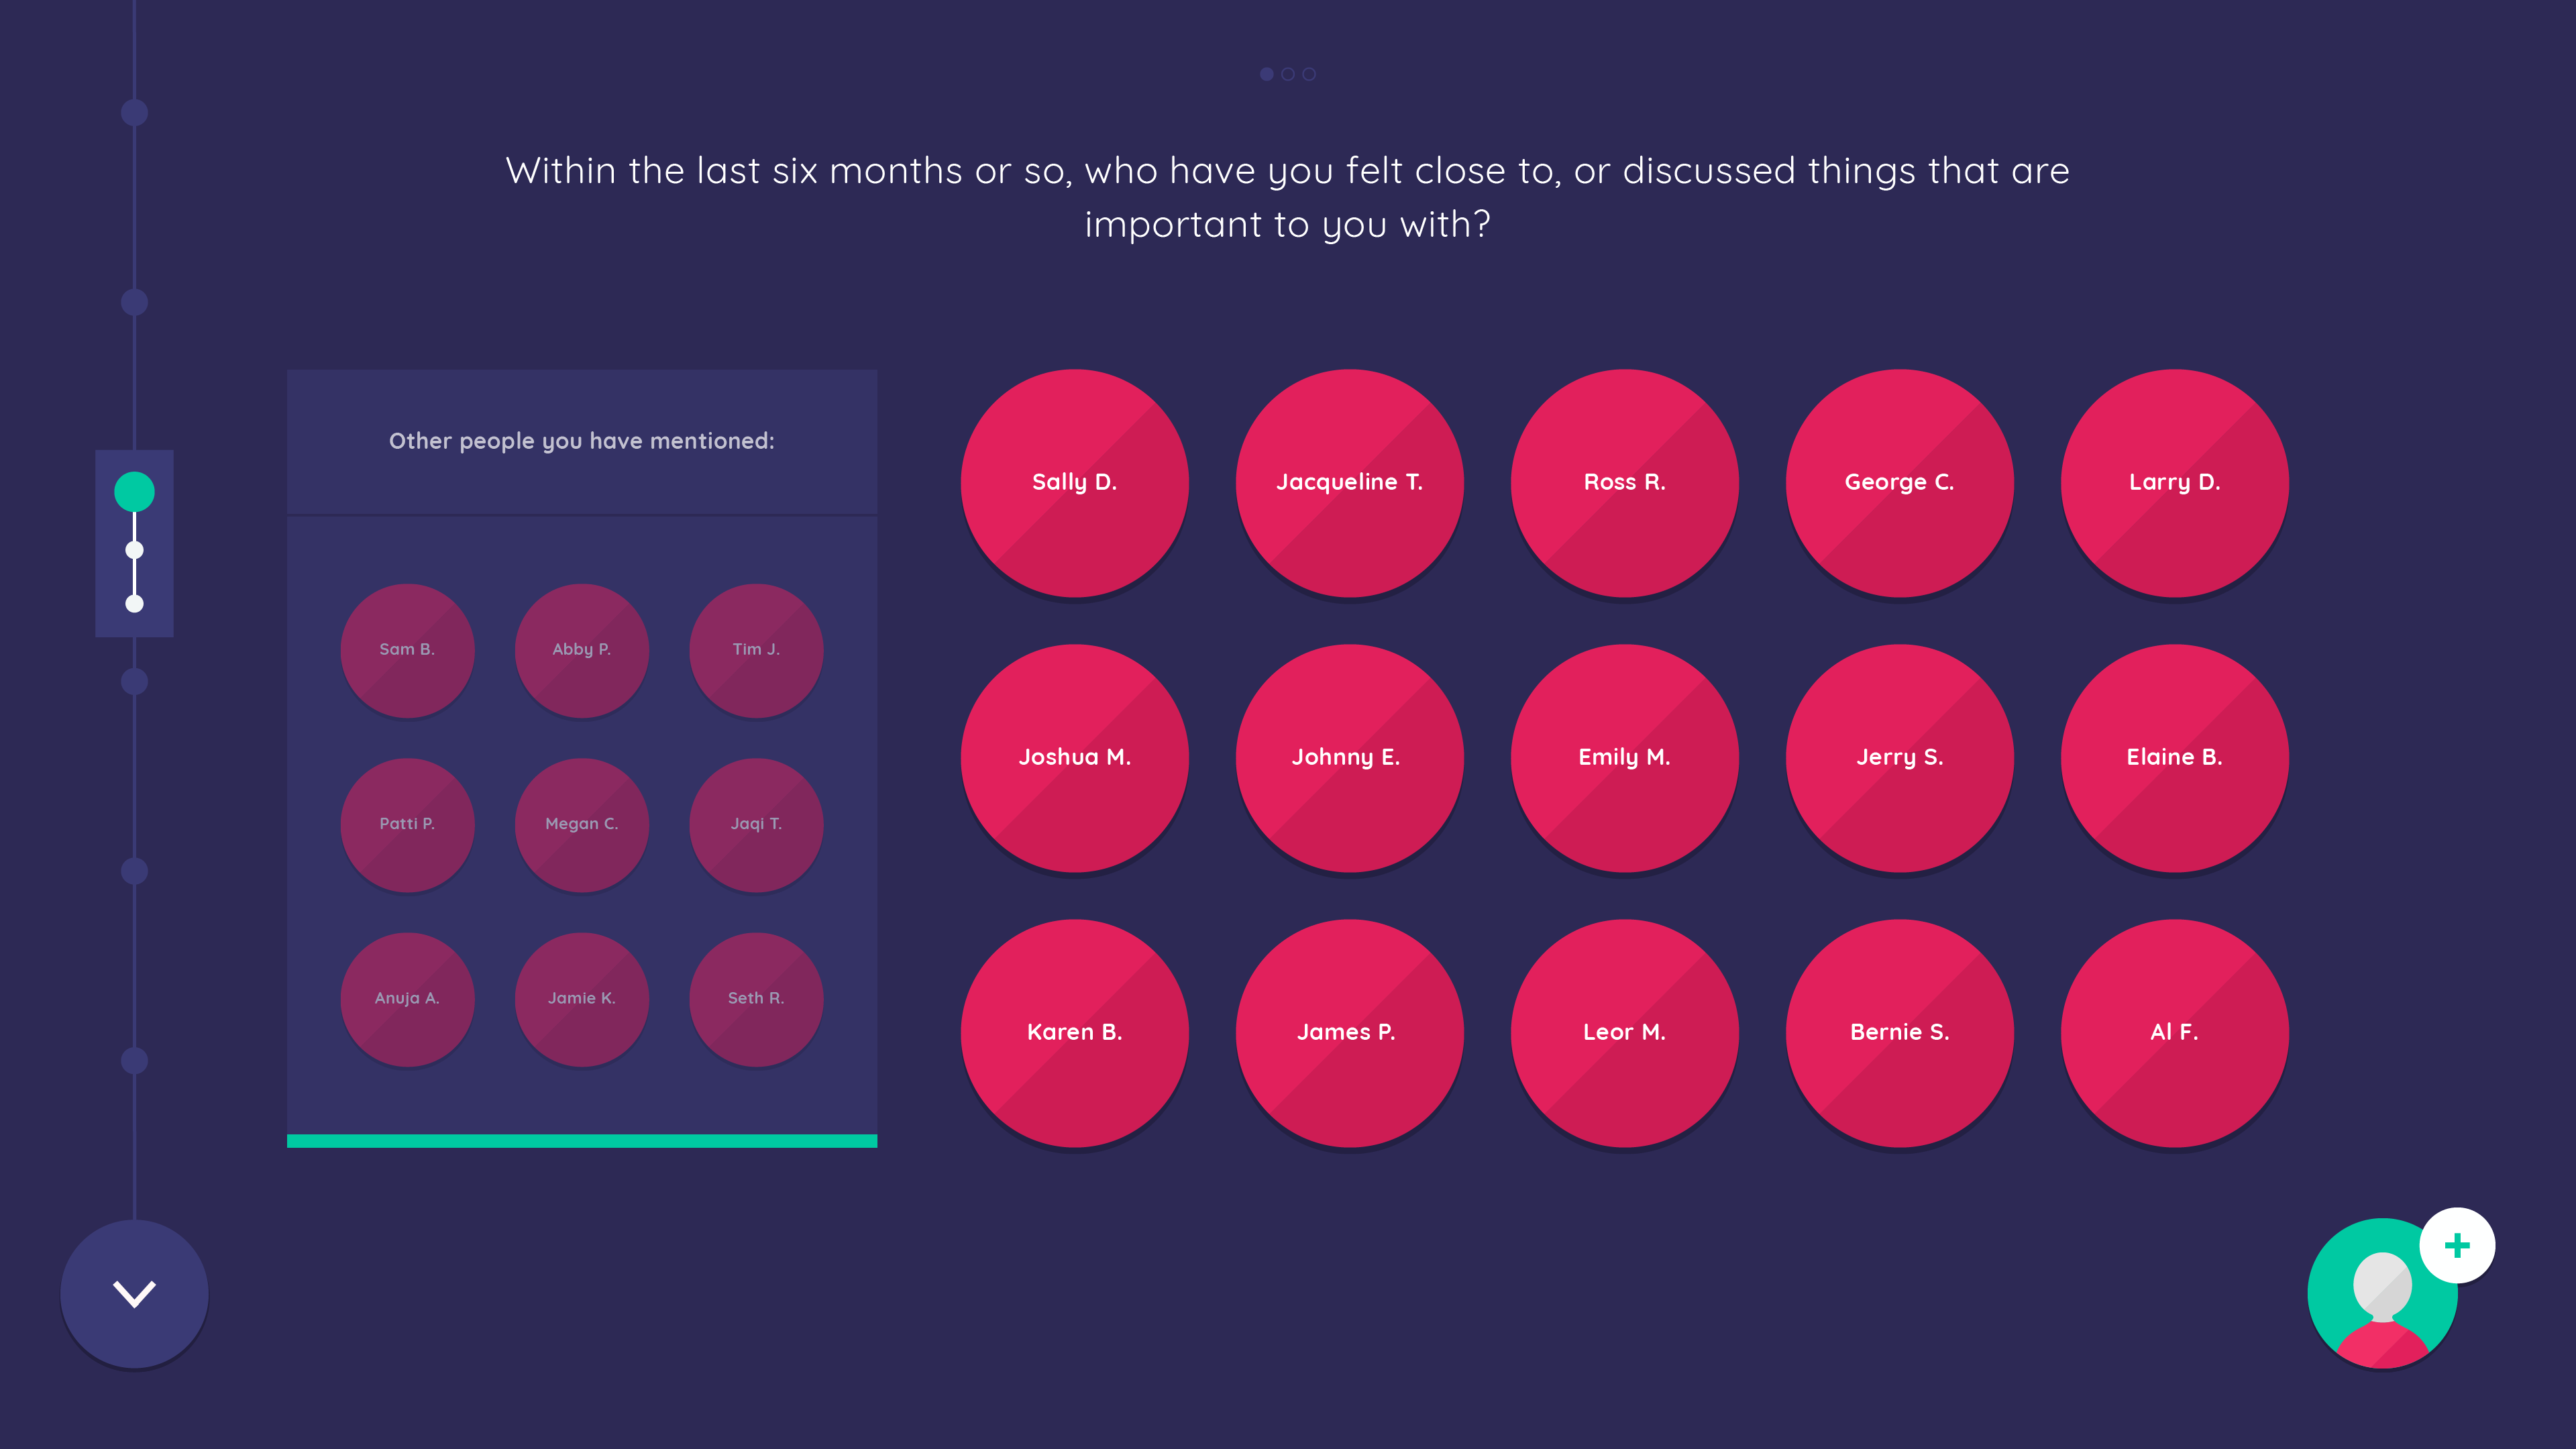 Within the last six months or so, who have you felt close to, or discussed things that are
important to you with?
Other people you have mentioned:
Sam B.
Abby P.
Tim J.
Patti P.
Megan C.
Jaqi T.
Anuja A.
Jamie K.
Seth R.
Sally D.
Jacqueline T.
Ross R.
George C.
Larry D.
Joshua M.
Johnny E.
Emily M.
Jerry S.
Elaine B.
Karen B.
James P.
Leor M.
Bernie S.
Al F.
+